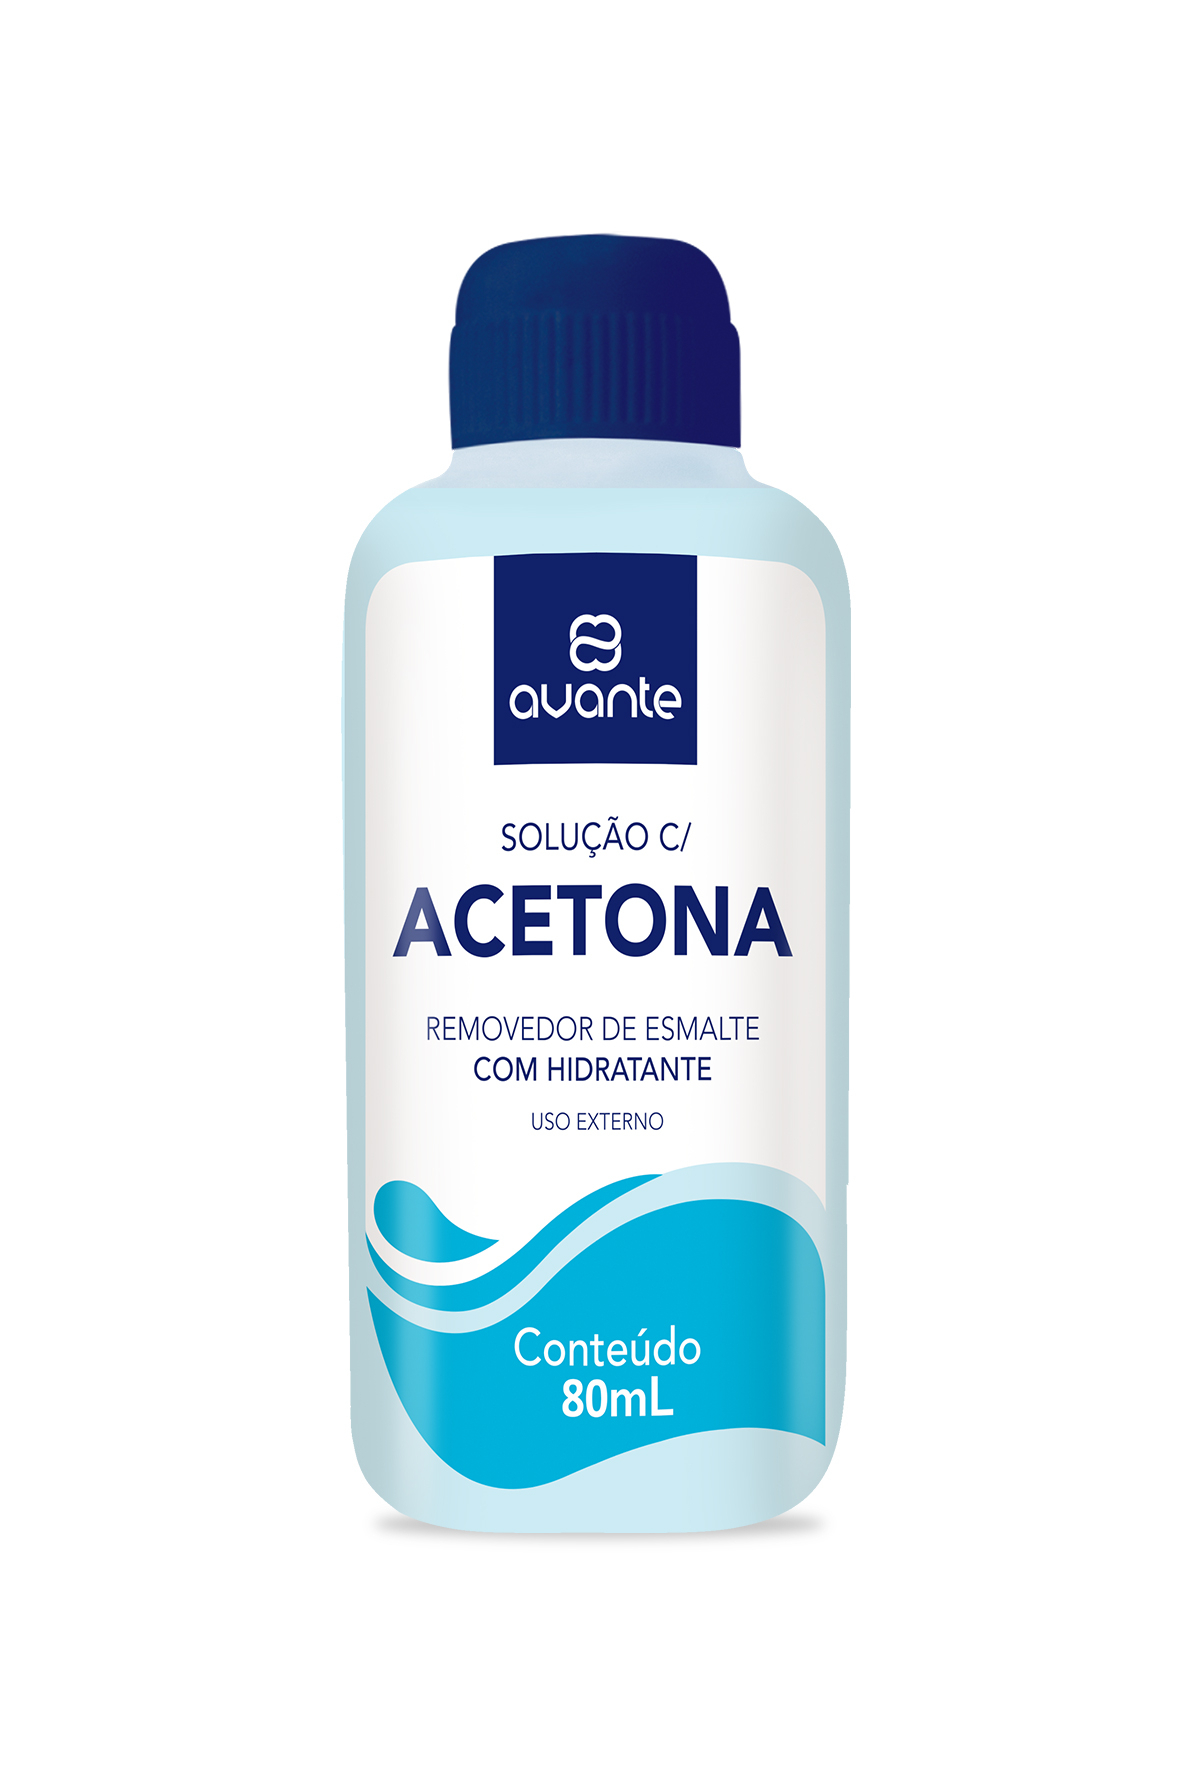 avante
SOLUÇÃO C/
ACETONA
REMOVEDOR DE ESMALTE
COM HIDRATANTE
USO EXTERNO
Conteúdo
80mL